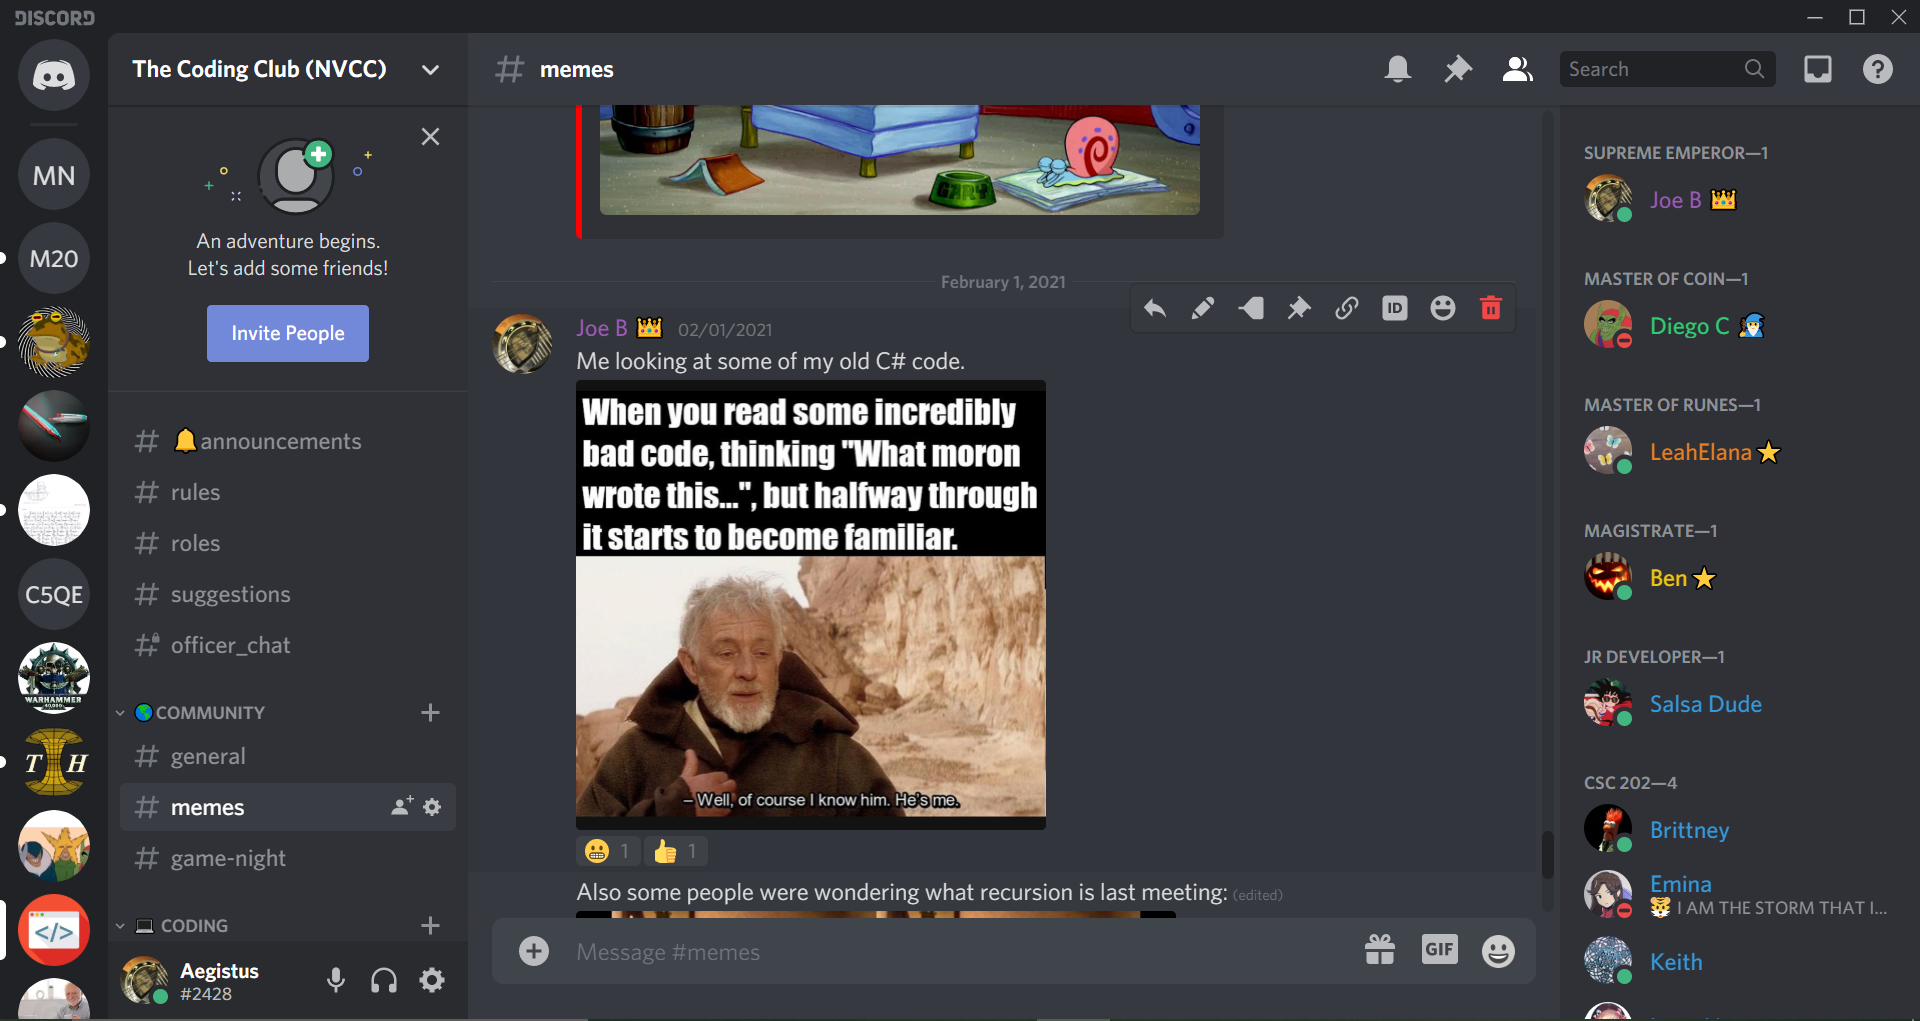 DISCORD
The Coding Club (NVCC)
memes
Search
MN
M20
C5QE
WARHAMMER
40,000
T H
</>
An adventure begins.
Let's add some friends!
Invite People
# 🔔announcements
# rules
# roles
# suggestions
# officer_chat
🌎COMMUNITY
# general
# memes
# game-night
💻 CODING
Aegistus
#2428
GARY
February 1, 2021
ID
Joe B 👑 02/01/2021
Me looking at some of my old C# code.
When you read some incredibly
bad code, thinking "What moron
wrote this...", but halfway through
it starts to become familiar.
– Well, of course I know him. He's me.
😬 1 👍 1
Also some people were wondering what recursion is last meeting: (edited)
Message #memes
GIF
SUPREME EMPEROR—1
Joe B 👑
MASTER OF COIN—1
Diego C 🧙‍♂️
MASTER OF RUNES—1
LeahElana ⭐
MAGISTRATE—1
Ben ⭐
JR DEVELOPER—1
Salsa Dude
CSC 202—4
Brittney
Emina
🐯 I AM THE STORM THAT I...
Keith